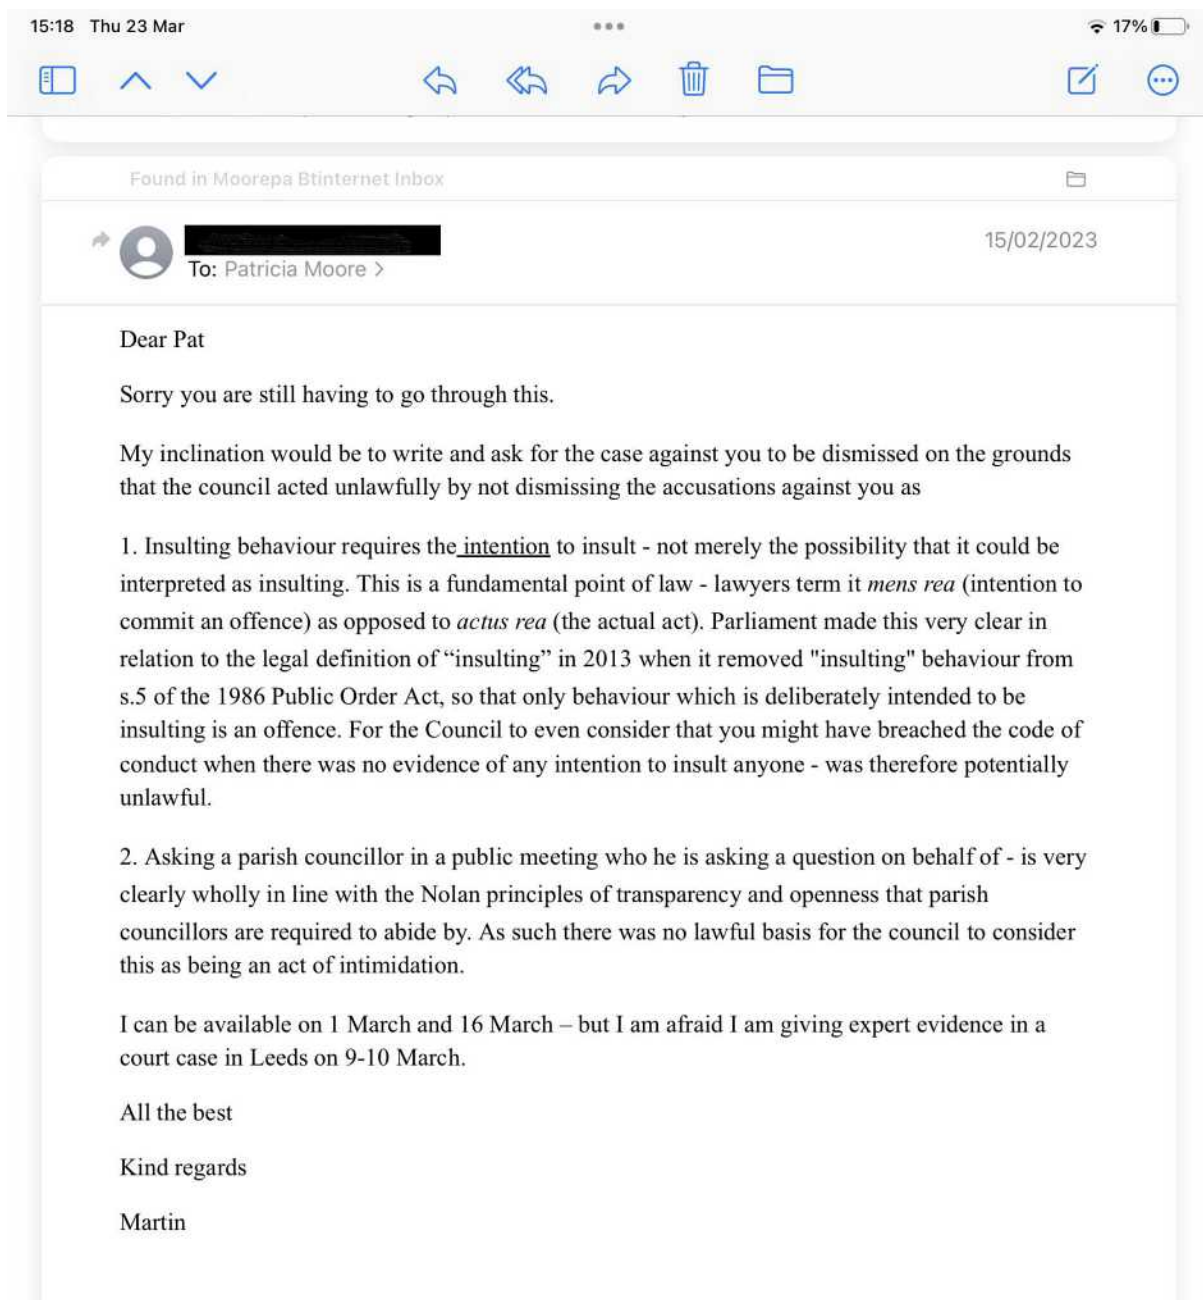 15:18 Thu 23 Mar
17%
Found in Moorepa Btinternet Inbox
15/02/2023
To: Patricia Moore >
Dear Pat
Sorry you are still having to go through this.
My inclination would be to write and ask for the case against you to be dismissed on the grounds
that the council acted unlawfully by not dismissing the accusations against you as
1. Insulting behaviour requires the intention to insult - not merely the possibility that it could be
interpreted as insulting. This is a fundamental point of law - lawyers term it mens rea (intention to
commit an offence) as opposed to actus rea (the actual act). Parliament made this very clear in
relation to the legal definition of “insulting” in 2013 when it removed "insulting" behaviour from
s.5 of the 1986 Public Order Act, so that only behaviour which is deliberately intended to be
insulting is an offence. For the Council to even consider that you might have breached the code of
conduct when there was no evidence of any intention to insult anyone - was therefore potentially
unlawful.
2. Asking a parish councillor in a public meeting who he is asking a question on behalf of - is very
clearly wholly in line with the Nolan principles of transparency and openness that parish
councillors are required to abide by. As such there was no lawful basis for the council to consider
this as being an act of intimidation.
I can be available on 1 March and 16 March – but I am afraid I am giving expert evidence in a
court case in Leeds on 9-10 March.
All the best
Kind regards
Martin